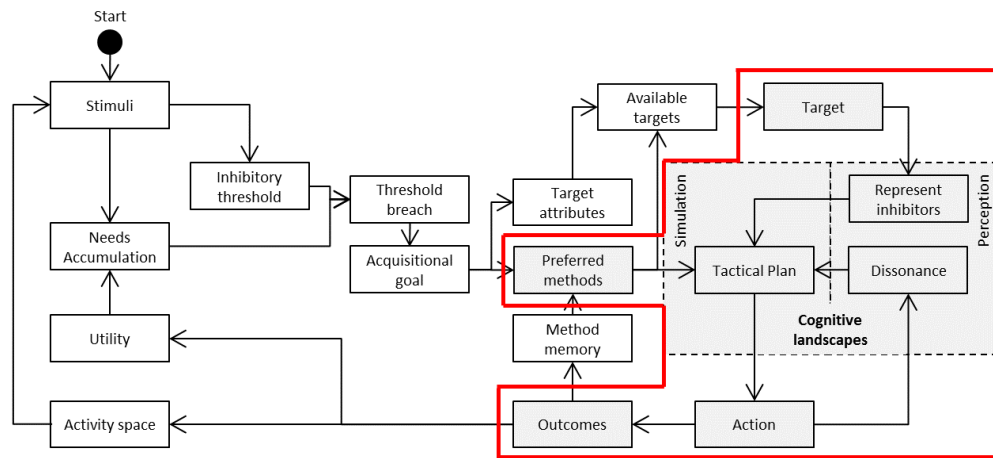 Start
Stimuli
Available
targets
Target
Inhibitory
threshold
Threshold
breach
Target
attributes
Simulation
Represent
inhibitors
Perception
Needs
Accumulation
Acquisitional
goal
Preferred
methods
Tactical Plan
Dissonance
Utility
Method
memory
Cognitive
landscapes
Activity space
Outcomes
Action